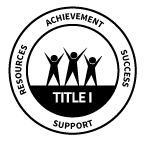 ACHIEVEMENT
RESOURCES
SUCCESS
TITLE I
SUPPORT